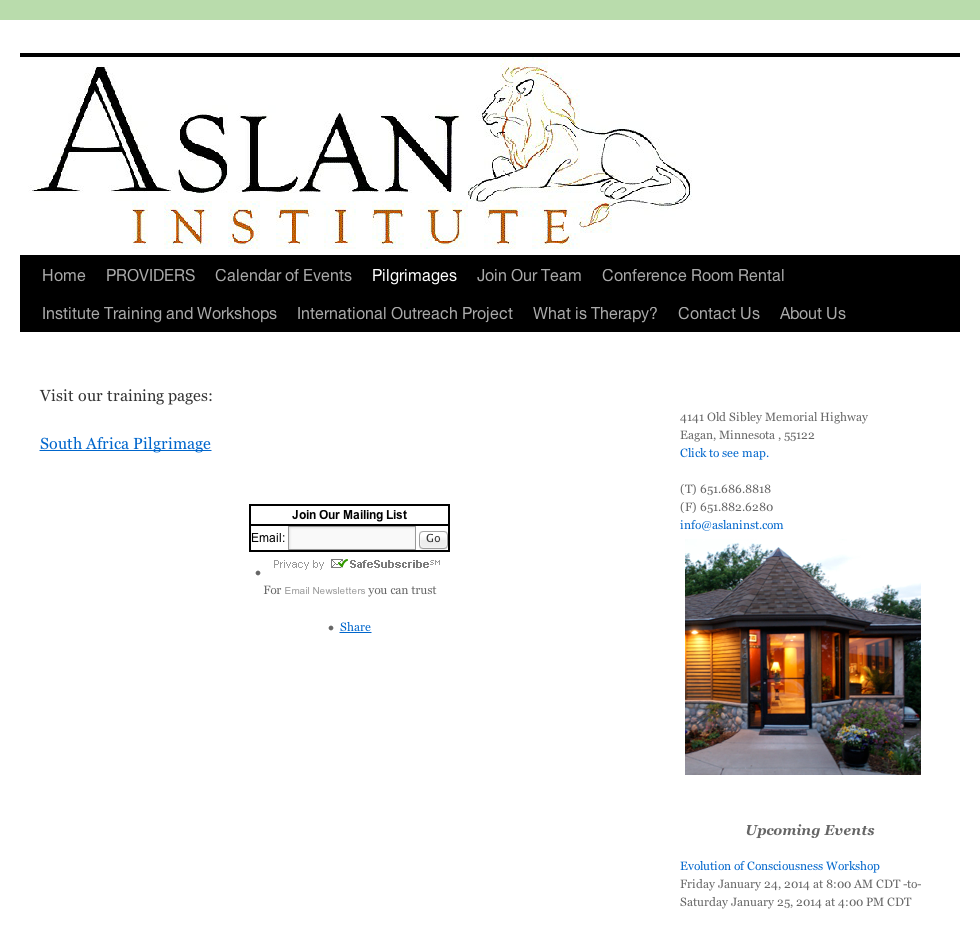 ASLAN
INSTITUTE
Home PROVIDERS Calendar of Events Pilgrimages Join Our Team Conference Room Rental
Institute Training and Workshops International Outreach Project What is Therapy? Contact Us About Us
Visit our training pages:
South Africa Pilgrimage
Join Our Mailing List
Email: Go
Privacy by SafeSubscribe℠
For Email Newsletters you can trust
Share
4141 Old Sibley Memorial Highway
Eagan, Minnesota , 55122
Click to see map.
(T) 651.686.8818
(F) 651.882.6280
info@aslaninst.com
Upcoming Events
Evolution of Consciousness Workshop
Friday January 24, 2014 at 8:00 AM CDT -to-
Saturday January 25, 2014 at 4:00 PM CDT